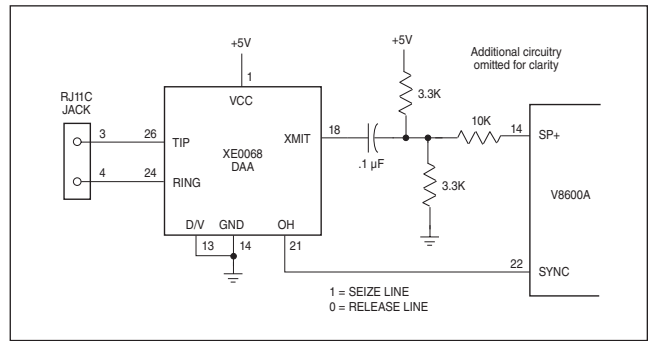 +5V
+5V
Additional circuitry
omitted for clarity
1
RJ11C
JACK
VCC
3.3K
10K
3
26
TIP
XMIT
18
14
SP+
XE0068
DAA
.1 µF
4
24
RING
3.3K
V8600A
D/V
GND
OH
13
14
21
22
SYNC
1 = SEIZE LINE
0 = RELEASE LINE